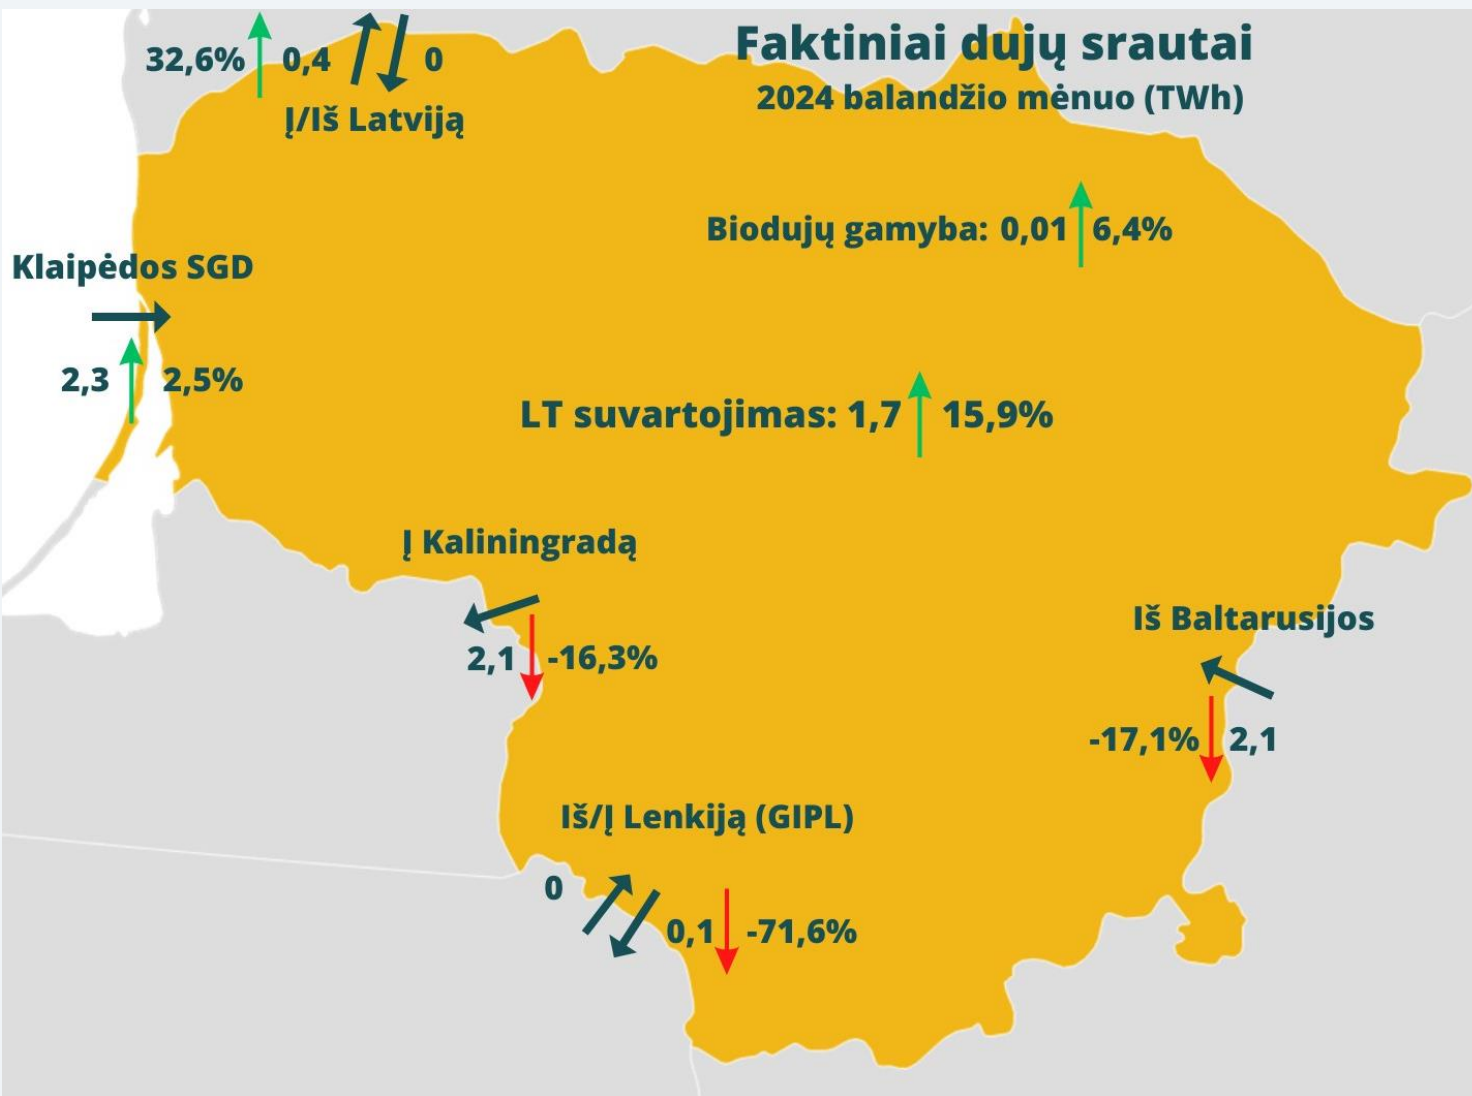 Faktiniai dujų srautai
2024 balandžio mėnuo (TWh)
32,6% 0,4 0
Į/Iš Latviją
Biodujų gamyba: 0,01 6,4%
Klaipėdos SGD
2,3 2,5%
LT suvartojimas: 1,7 15,9%
Į Kaliningradą
2,1 -16,3%
Iš Baltarusijos
-17,1% 2,1
Iš/Į Lenkiją (GIPL)
0
0,1 -71,6%